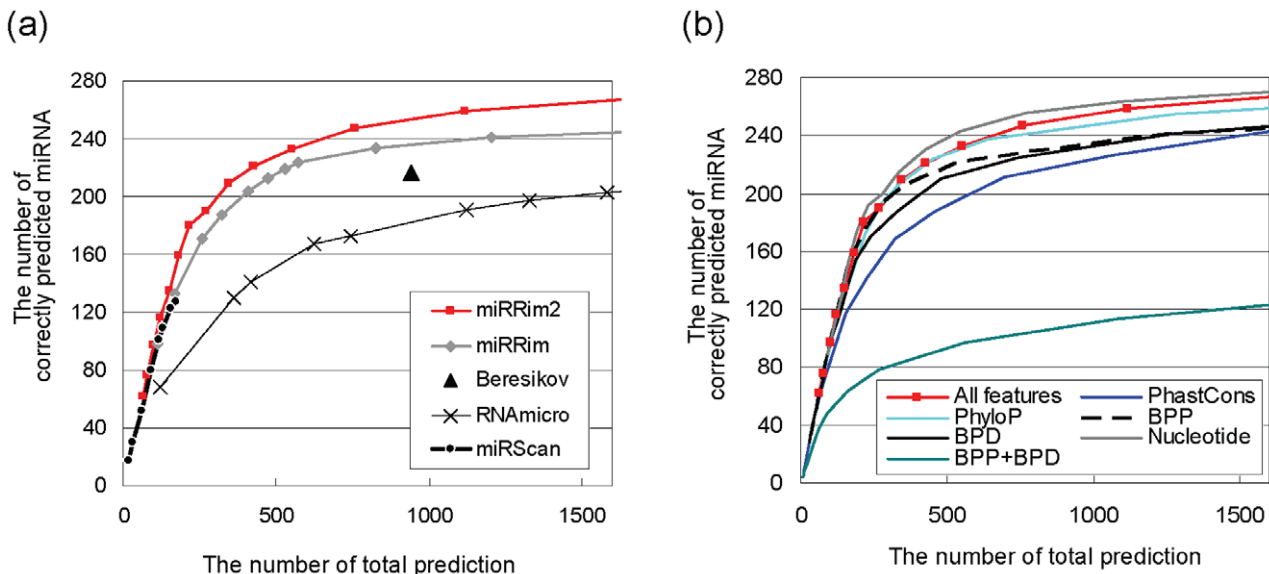 (a)
The number of
correctly predicted miRNA
280
240
200
160
120
80
40
0
0
500
1000
1500
The number of total prediction
miRRim2
miRRim
Beresikov
RNAmicro
miRScan
(b)
The number of
correctly predicted miRNA
280
240
200
160
120
80
40
0
0
500
1000
1500
The number of total prediction
All features
PhastCons
PhyloP
BPP
BPD
Nucleotide
BPP+BPD